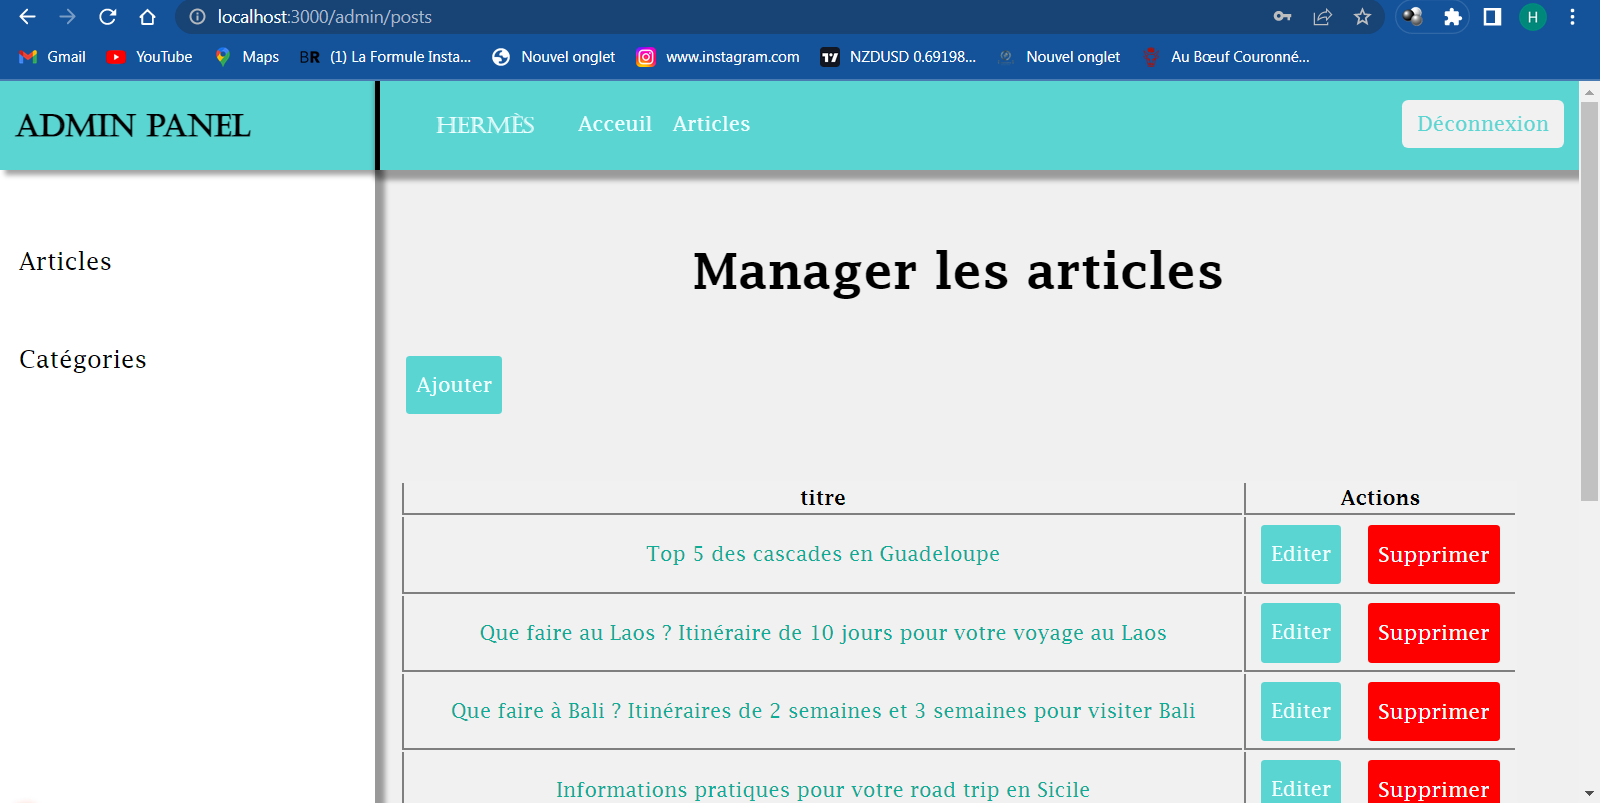 localhost:3000/admin/posts
H
Gmail YouTube Maps BR (1) La Formule Insta... Nouvel onglet www.instagram.com 17 NZDUSD 0.69198... Nouvel onglet Au Bœuf Couronné...
ADMIN PANEL HERMÈS Acceuil Articles Déconnexion
Articles
Catégories
Manager les articles
Ajouter
titre Actions
Top 5 des cascades en Guadeloupe Editer Supprimer
Que faire au Laos ? Itinéraire de 10 jours pour votre voyage au Laos Editer Supprimer
Que faire à Bali ? Itinéraires de 2 semaines et 3 semaines pour visiter Bali Editer Supprimer
Informations pratiques pour votre road trip en Sicile Editer Supprimer